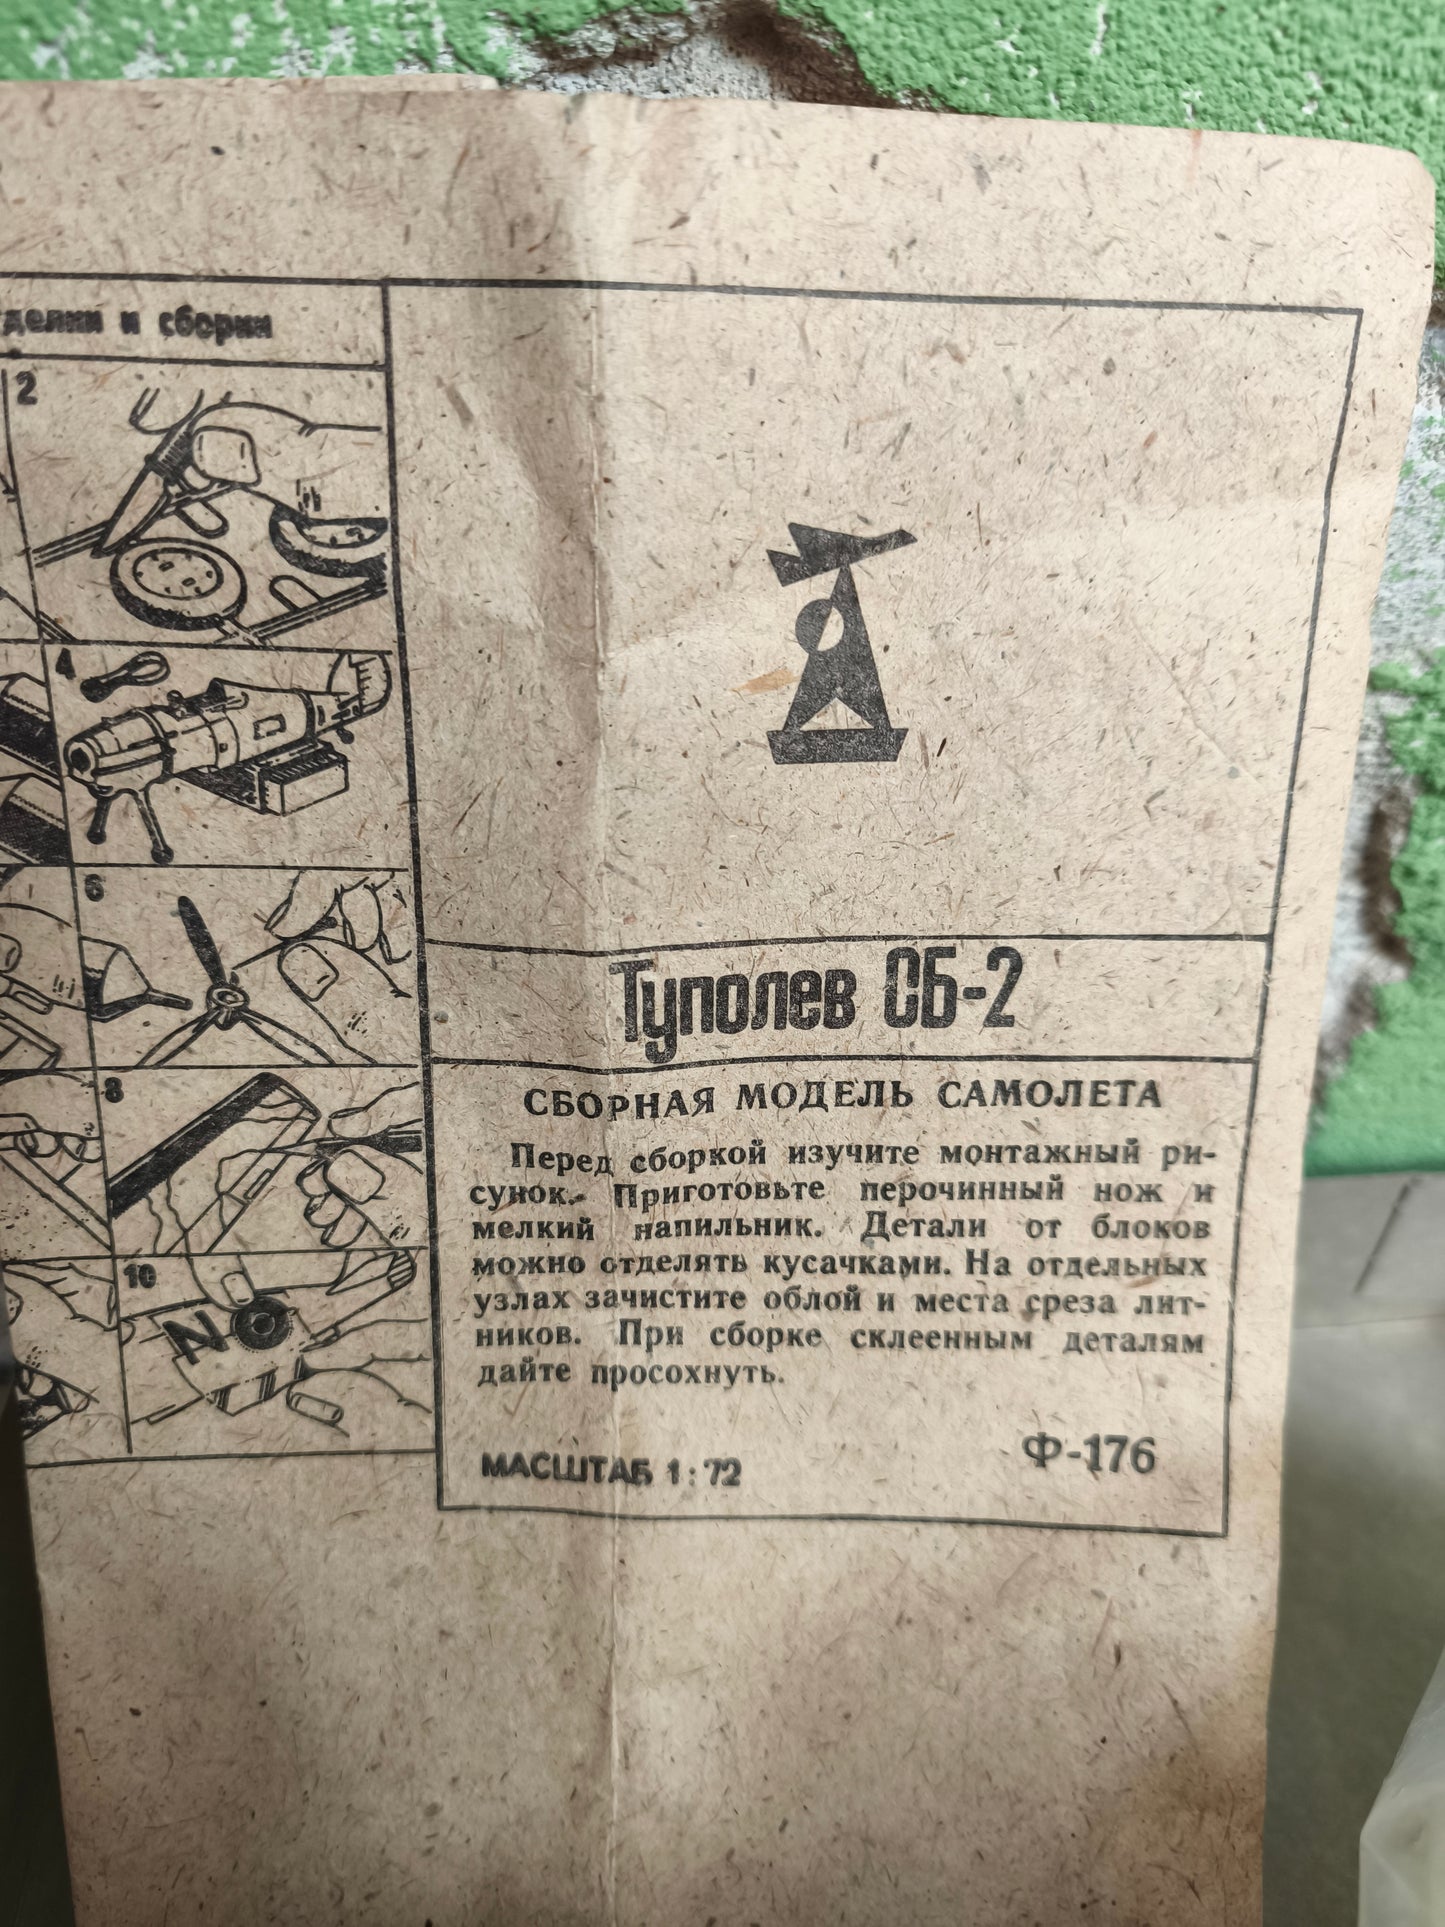 делки и сборки
2
4
6
8
10
N
Туполев СБ-2
СБОРНАЯ МОДЕЛЬ САМОЛЕТА
Перед сборкой изучите монтажный ри-
сунок. Приготовьте перочинный нож и
мелкий напильник. Детали от блоков
можно отделять кусачками. На отдельных
узлах зачистите облой и места среза лит-
ников. При сборке склеенным деталям
дайте просохнуть.
МАСШТАБ 1:72
Ф-176